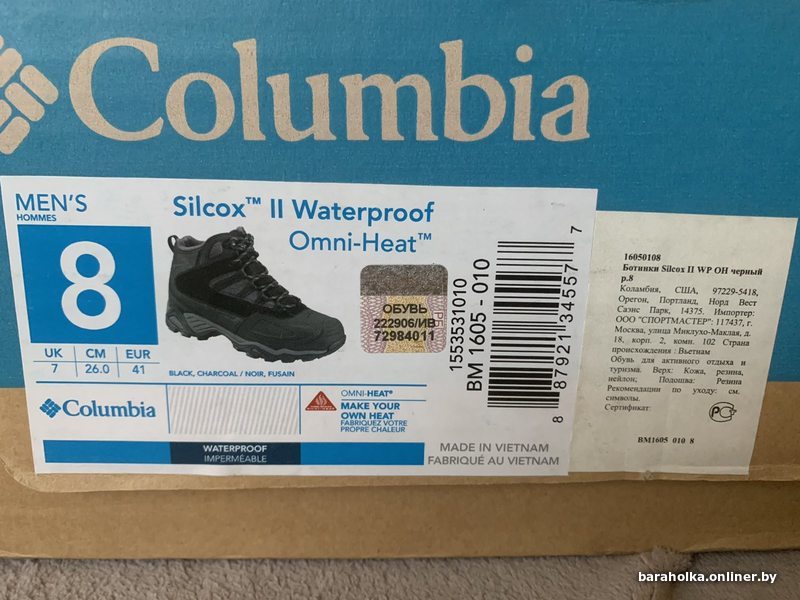 Columbia
MEN'S
HOMMES
8
UK CM EUR
7 26.0 41
Silcox™ II Waterproof
Omni-Heat™
BLACK, CHARCOAL / NOIR, FUSAIN
ОБУВЬ
222906/ИВ
72984011
1553531010
BM 1605 - 010
8 87921 34557 7
Columbia
OMNI-HEAT®
MAKE YOUR
OWN HEAT
FABRIQUEZ VOTRE
PROPRE CHALEUR
WATERPROOF
IMPERMÉABLE
MADE IN VIETNAM
FABRIQUÉ AU VIETNAM
16050108
Ботинки Silcox II WP OH черный
р.8
Коламбия, США, 97229-5418,
Орегон, Портланд, Норд Вест
Саэнс Парк, 14375. Импортер:
ООО "СПОРТМАСТЕР": 117437, г.
Москва, улица Миклухо-Маклая, д.
18, корп. 2, комн. 102 Страна
происхождения : Вьетнам
Обувь для активного отдыха и
туризма. Верх: Кожа, резина,
нейлон; Подошва: Резина
Рекомендации по уходу: см.
символы.
Сертификат:
BM1605 010 8
baraholka.onliner.by